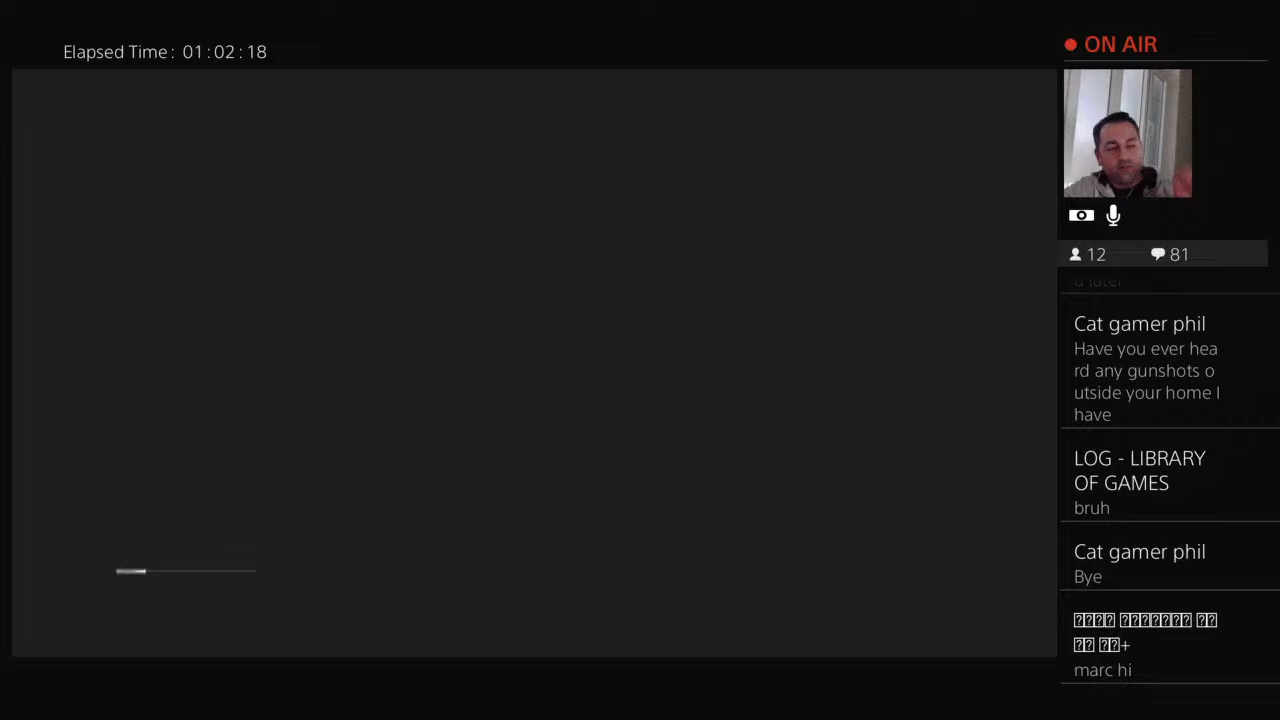 Elapsed Time: 01:02:18
ON AIR
12 81
u later
Cat gamer phil
Have you ever hea
rd any gunshots o
utside your home I
have
LOG - LIBRARY
OF GAMES
bruh
Cat gamer phil
Bye
marc hi